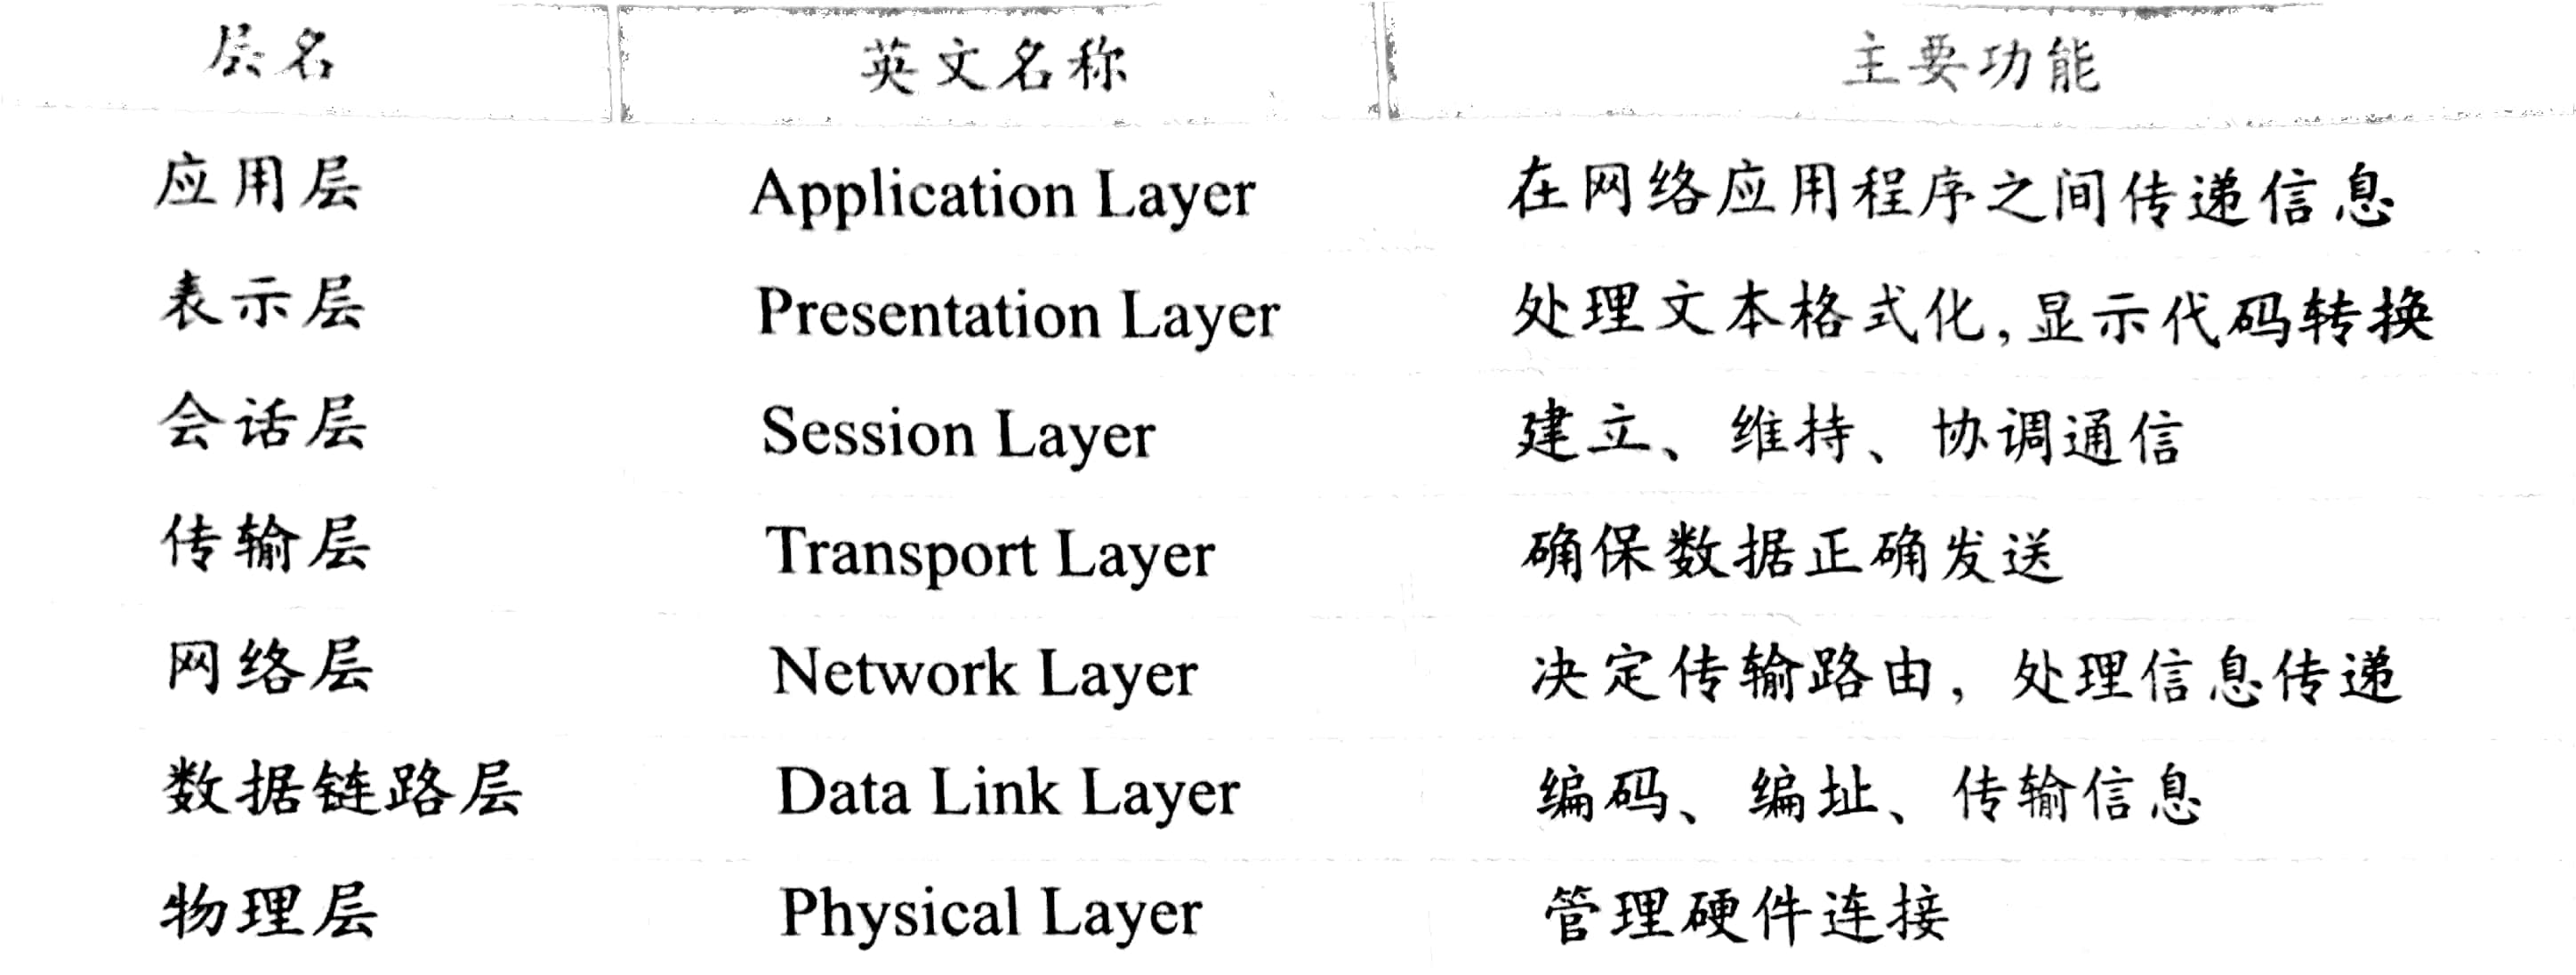 层名 英文名称 主要功能
应用层 Application Layer 在网络应用程序之间传递信息
表示层 Presentation Layer 处理文本格式化,显示代码转换
会话层 Session Layer 建立、维持、协调通信
传输层 Transport Layer 确保数据正确发送
网络层 Network Layer 决定传输路由,处理信息传递
数据链路层 Data Link Layer 编码、编址、传输信息
物理层 Physical Layer 管理硬件连接